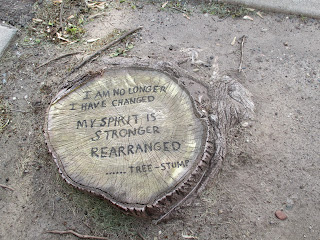 I AM NO LONGER
I HAVE CHANGED
MY SPIRIT IS
STRONGER
REARRANGED
...... TREE-STUMP